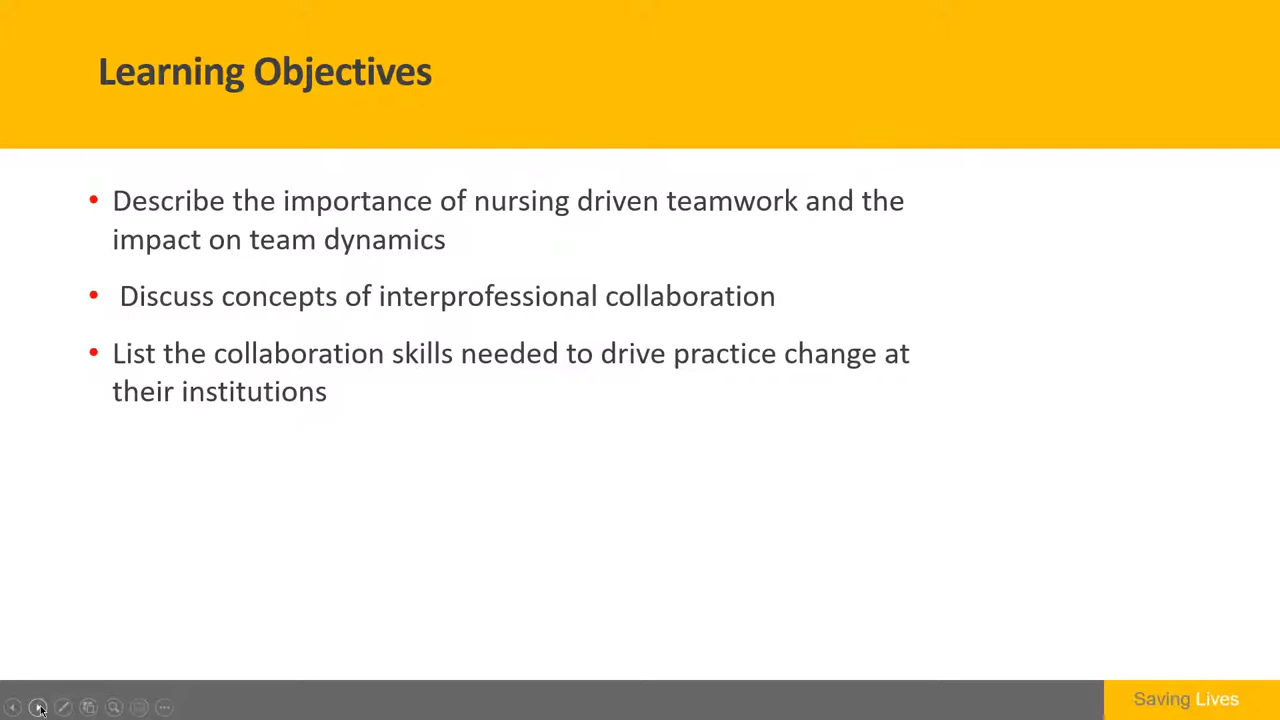 Learning Objectives
• Describe the importance of nursing driven teamwork and the
impact on team dynamics
• Discuss concepts of interprofessional collaboration
• List the collaboration skills needed to drive practice change at
their institutions
Saving Lives